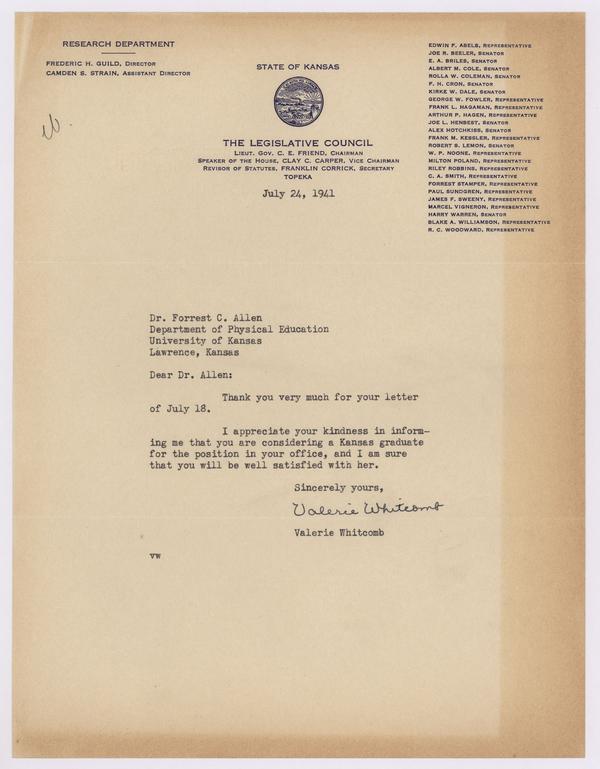 RESEARCH DEPARTMENT
FREDERIC H. GUILD, DIRECTOR
CAMDEN S. STRAIN, ASSISTANT DIRECTOR
STATE OF KANSAS
THE LEGISLATIVE COUNCIL
LIEUT. GOV. C. E. FRIEND, CHAIRMAN
SPEAKER OF THE HOUSE, CLAY C. CARPER, VICE CHAIRMAN
REVISOR OF STATUTES, FRANKLIN CORRICK, SECRETARY
TOPEKA
EDWIN F. ABELS, REPRESENTATIVE
JOE R. BEELER, SENATOR
E. A. BRILES, SENATOR
ALBERT M. COLE, SENATOR
ROLLA W. COLEMAN, SENATOR
F. H. CRON, SENATOR
KIRKE W. DALE, SENATOR
GEORGE W. FOWLER, REPRESENTATIVE
FRANK L. HAGAMAN, REPRESENTATIVE
ARTHUR P. HAGEN, REPRESENTATIVE
JOE L. HENBEST, SENATOR
ALEX HOTCHKISS, SENATOR
FRANK M. KESSLER, REPRESENTATIVE
ROBERT S. LEMON, SENATOR
W. P. NOONE, REPRESENTATIVE
MILTON POLAND, REPRESENTATIVE
RILEY ROBBINS, REPRESENTATIVE
C. A. SMITH, REPRESENTATIVE
FORREST STAMPER, REPRESENTATIVE
PAUL SUNDGREN, REPRESENTATIVE
JAMES F. SWEENY, REPRESENTATIVE
MARCEL VIGNERON, REPRESENTATIVE
HARRY WARREN, SENATOR
BLAKE A. WILLIAMSON, REPRESENTATIVE
R. C. WOODWARD, REPRESENTATIVE
July 24, 1941
Dr. Forrest C. Allen
Department of Physical Education
University of Kansas
Lawrence, Kansas
Dear Dr. Allen:
Thank you very much for your letter
of July 18.
I appreciate your kindness in inform-
ing me that you are considering a Kansas graduate
for the position in your office, and I am sure
that you will be well satisfied with her.
Sincerely yours,
Valerie Whitcomb
Valerie Whitcomb
vw